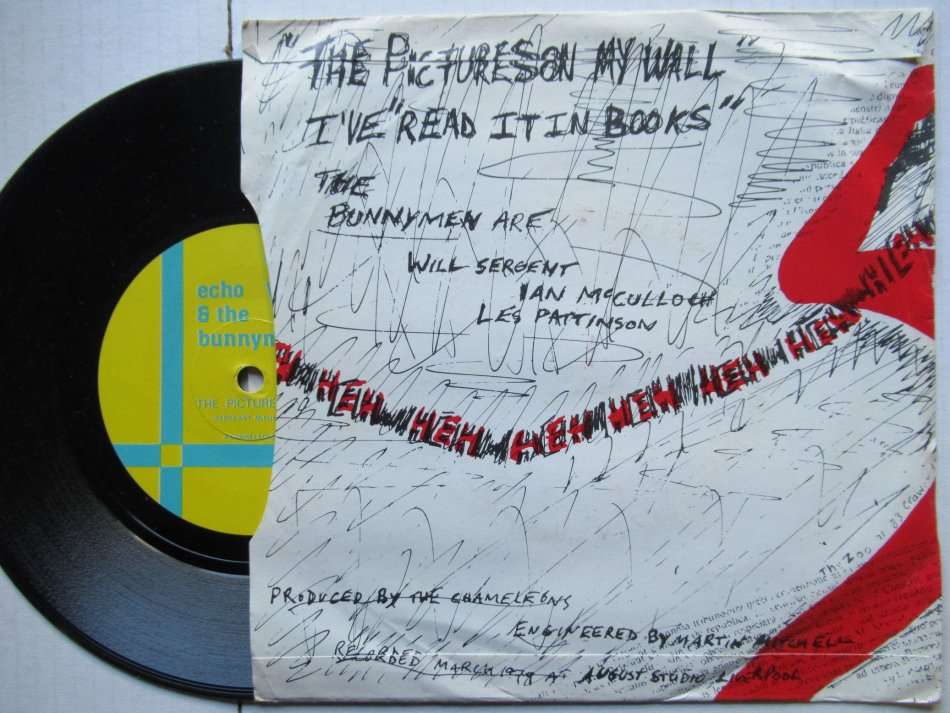 "THE PICTURES ON MY WALL"
I'VE "READ IT IN BOOKS"
THE
BUNNYMEN ARE
WILL SERGENT
IAN McCULLOCH
LES PATTINSON
echo
& the
bunnyn
THE PICTURE
HEH HEH HEH HEH HEH HEH HEH HEH
The Zoo
PRODUCED BY THE CHAMELEONS
ENGINEERED BY MARTIN MITCHELL
RECORDED MARCH 1979 AT AUGUST STUDIO LIVERPOOL